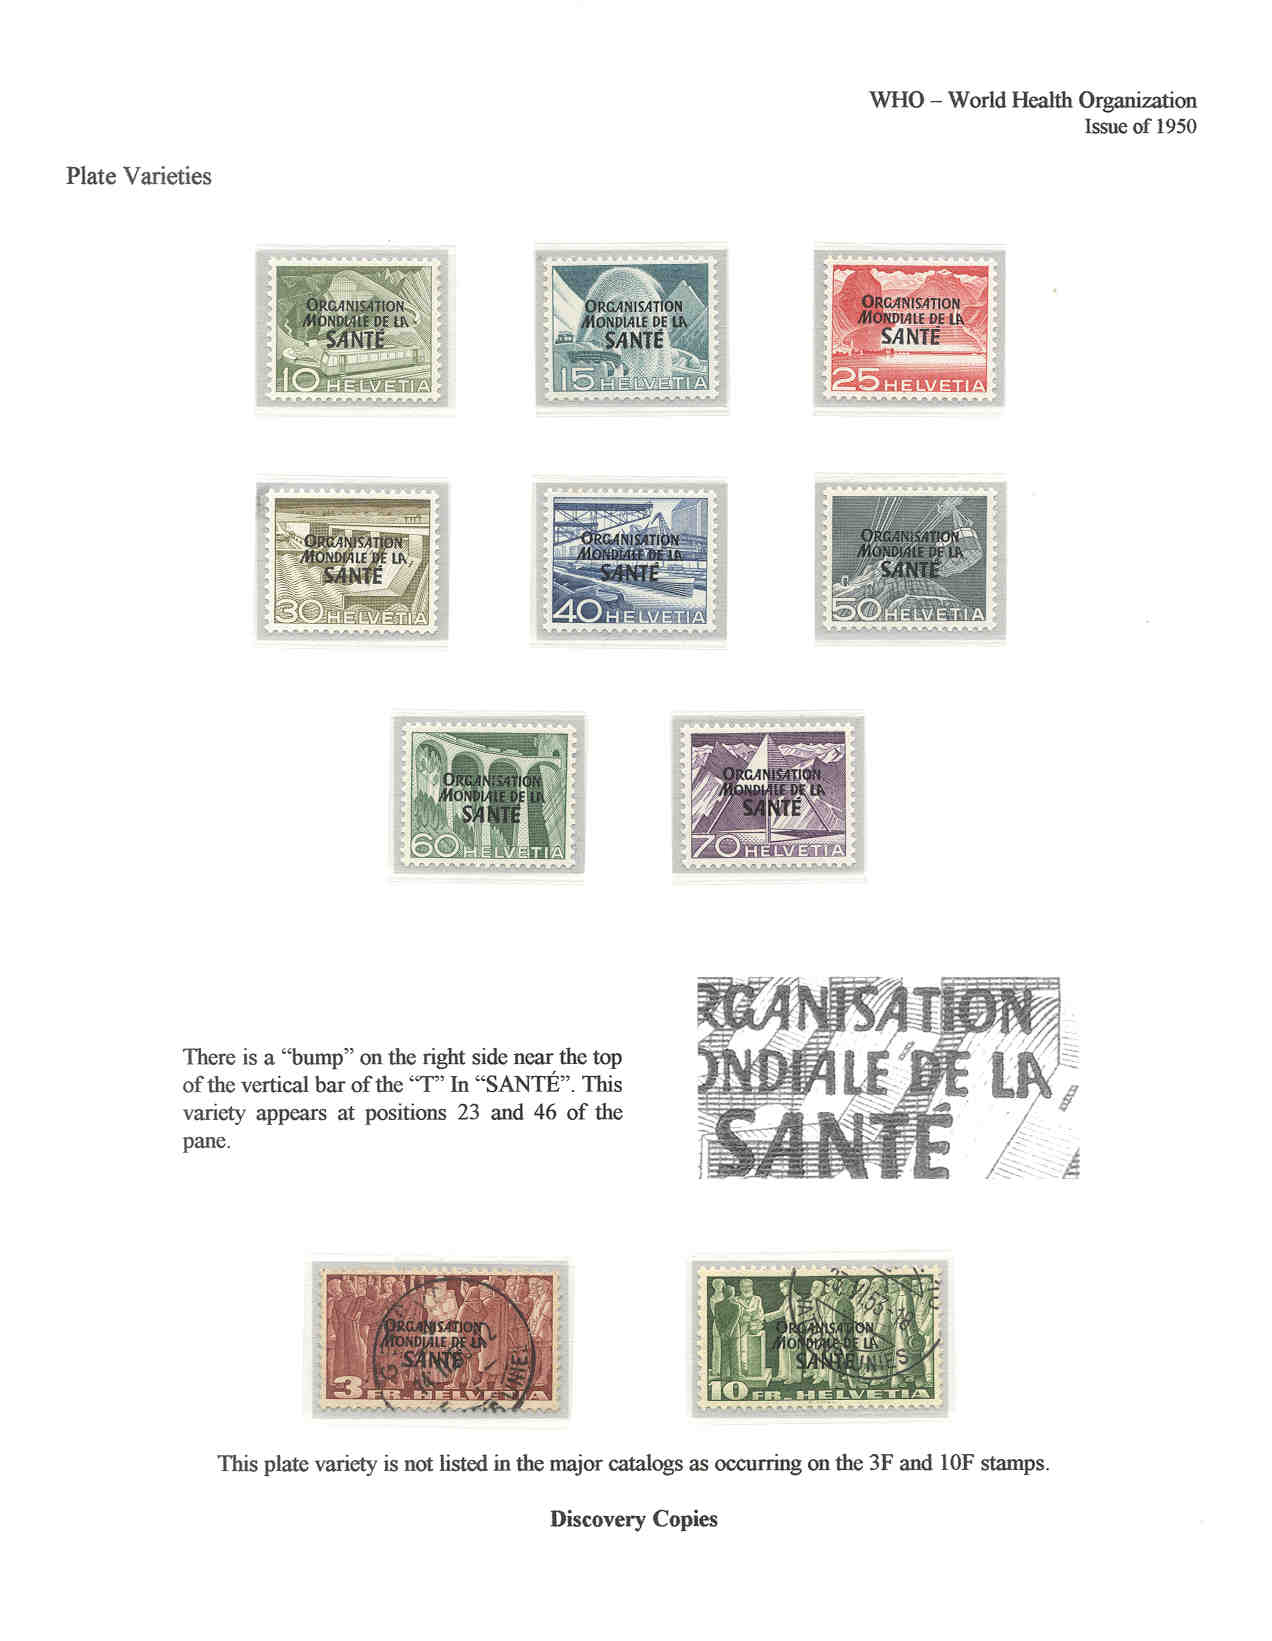 WHO – World Health Organization
Issue of 1950
Plate Varieties
ORGANISATION
MONDIALE DE LA
SANTÉ
10 HELVETIA
ORGANISATION
MONDIALE DE LA
SANTÉ
15 HELVETIA
ORGANISATION
MONDIALE DE LA
SANTÉ
25 HELVETIA
ORGANISATION
MONDIALE DE LA
SANTÉ
30 HELVETIA
ORGANISATION
MONDIALE DE LA
SANTÉ
40 HELVETIA
ORGANISATION
MONDIALE DE LA
SANTÉ
50 HELVETIA
ORGANISATION
MONDIALE DE LA
SANTÉ
60 HELVETIA
ORGANISATION
MONDIALE DE LA
SANTÉ
70 HELVETIA
There is a “bump” on the right side near the top
of the vertical bar of the “T” In “SANTÉ”. This
variety appears at positions 23 and 46 of the
pane.
RGANISATION
ONDIALE DE LA
SANTÉ
ORGANISATION
MONDIALE DE LA
SANTÉ
3 FR. HELVETIA
ORGANISATION
MONDIALE DE LA
SANTÉ
10 FR. HELVETIA
This plate variety is not listed in the major catalogs as occurring on the 3F and 10F stamps.
Discovery Copies